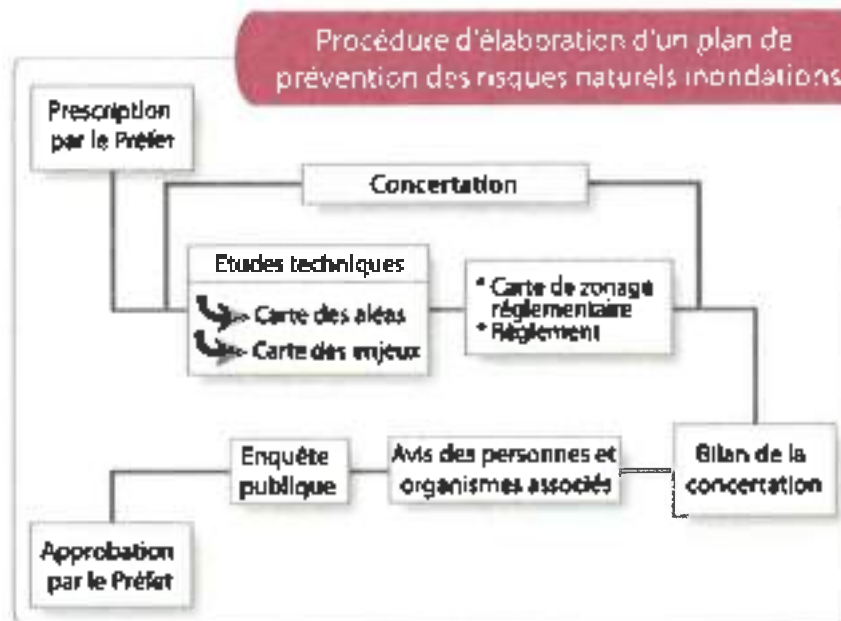 Procédure d'élaboration d'un plan de
prévention des risques naturels inondations
Prescription
par le Préfet
Concertation
Etudes techniques
Carte des aléas
Carte des enjeux
* Carte de zonage
réglementaire
* Règlement
Enquête
publique
Avis des personnes et
organismes associés
Bilan de la
concertation
Approbation
par le Préfet